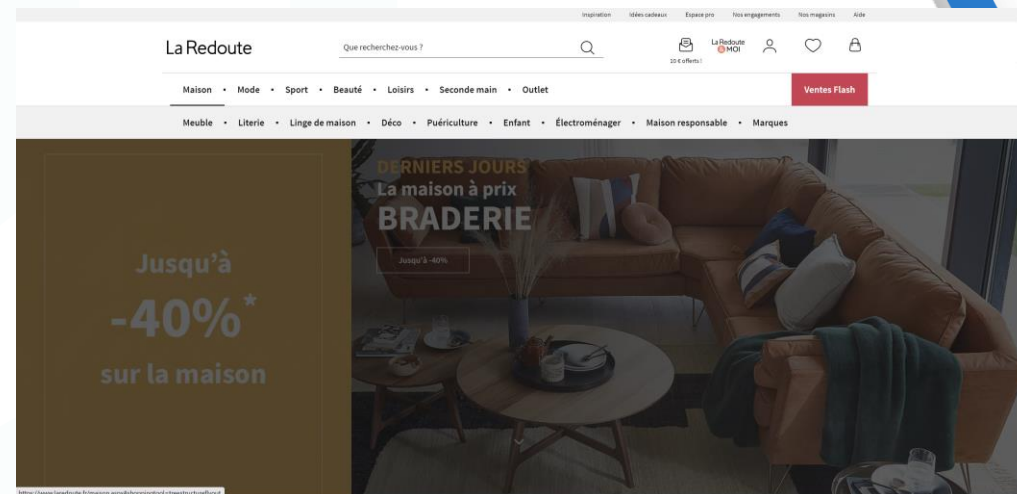 Inspiration Idées cadeaux Espace pro Nos engagements Nos magasins Aide
La Redoute
Que recherchez-vous ?
10 € offerts !
La Redoute
& MOI
Maison • Mode • Sport • Beauté • Loisirs • Seconde main • Outlet
Ventes Flash
Meuble • Literie • Linge de maison • Déco • Puériculture • Enfant • Électroménager • Maison responsable • Marques
Jusqu'à
-40%*
sur la maison
DERNIERS JOURS
La maison à prix
BRADERIE
Jusqu'à -40%